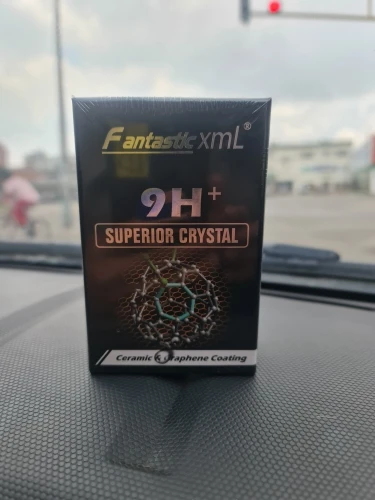 Fantastic xmL®
9H+
SUPERIOR CRYSTAL
Ceramic & Graphene Coating